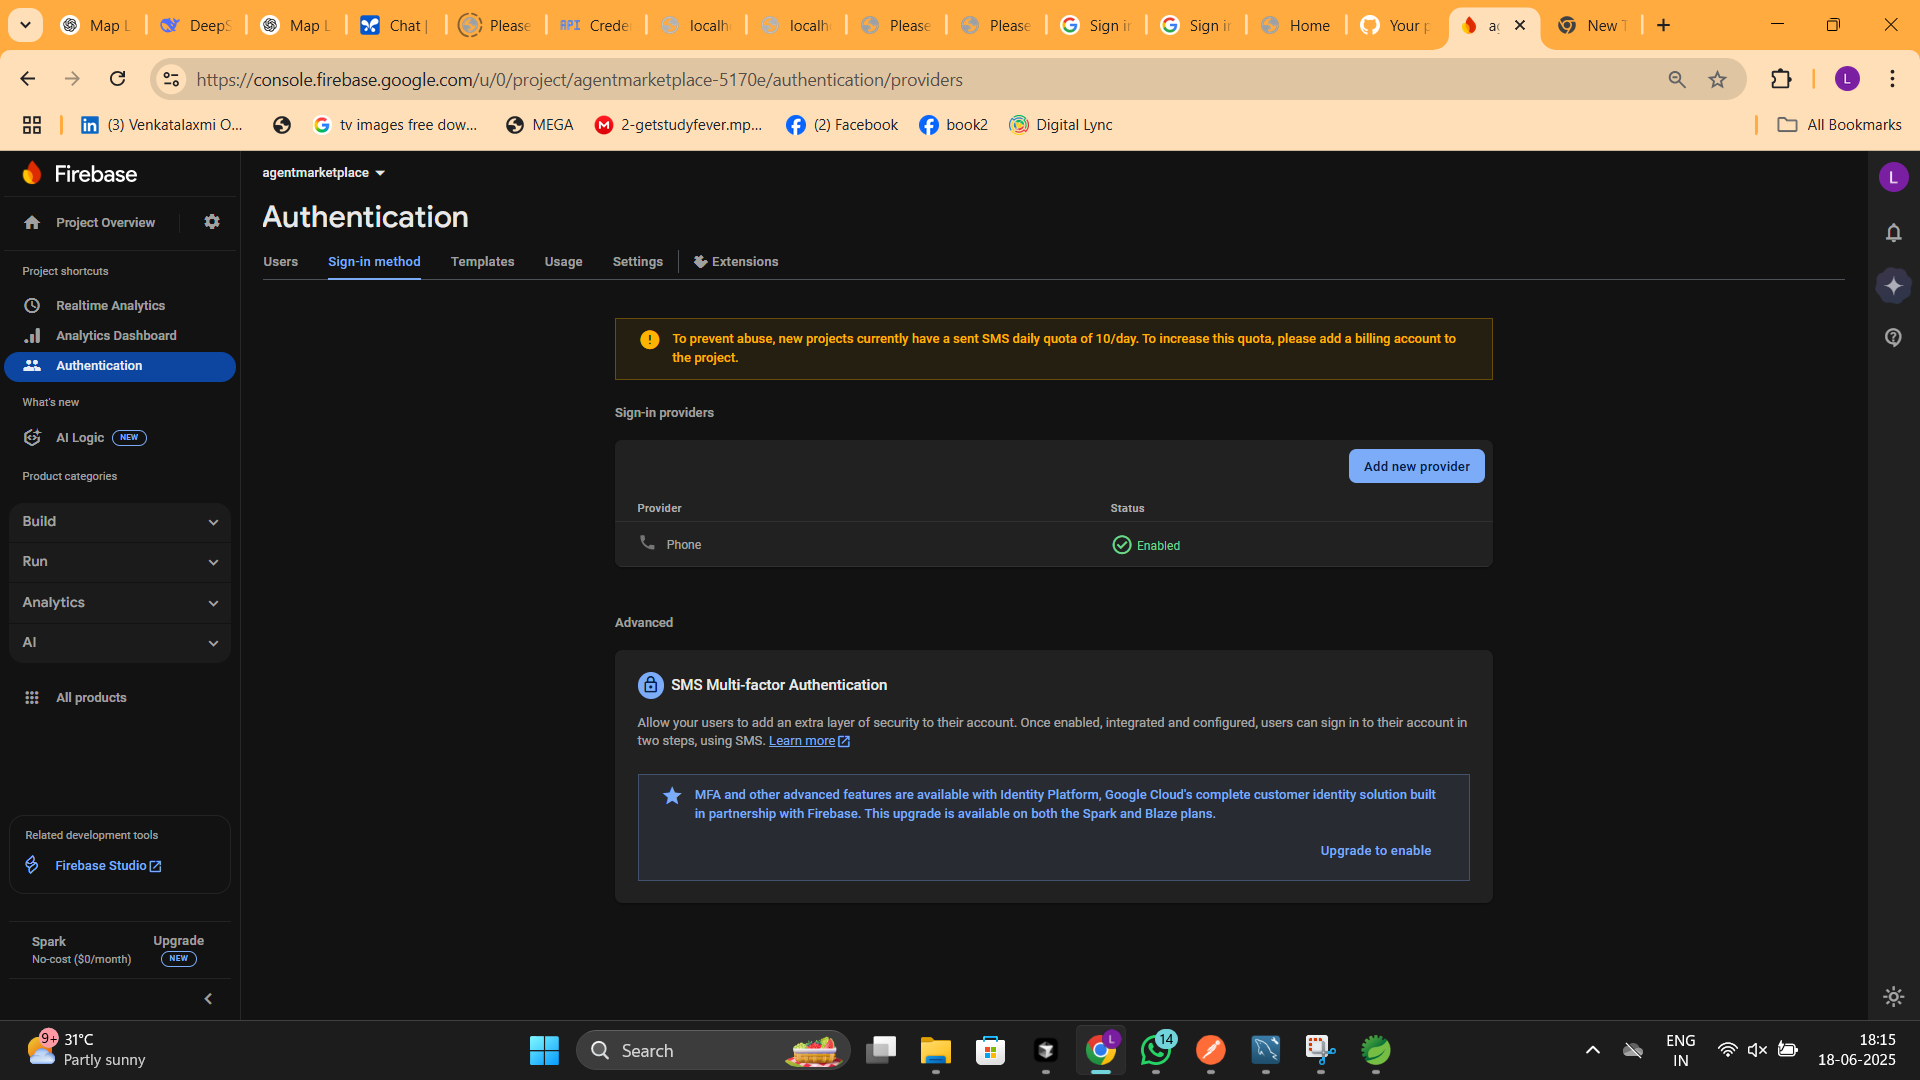 Map L
DeepS
Map L
Chat |
Please
API
Creder
localh
localh
Please
Please
Sign ir
Sign ir
Home
Your p
ag
New T
https://console.firebase.google.com/u/0/project/agentmarketplace-5170e/authentication/providers
L
in
(3) Venkatalaxmi O...
tv images free dow...
MEGA
2-getstudyfever.mp...
(2) Facebook
book2
Digital Lync
All Bookmarks
Firebase
agentmarketplace
L
Authentication
Project Overview
Users
Sign-in method
Templates
Usage
Settings
Extensions
Project shortcuts
Realtime Analytics
Analytics Dashboard
Authentication
What's new
AI Logic
NEW
Product categories
Build
Run
Analytics
AI
All products
Related development tools
Firebase Studio
Spark
No-cost ($0/month)
Upgrade
NEW
To prevent abuse, new projects currently have a sent SMS daily quota of 10/day. To increase this quota, please add a billing account to
the project.
Sign-in providers
Add new provider
Provider
Status
Phone
Enabled
Advanced
SMS Multi-factor Authentication
Allow your users to add an extra layer of security to their account. Once enabled, integrated and configured, users can sign in to their account in
two steps, using SMS. Learn more
MFA and other advanced features are available with Identity Platform, Google Cloud's complete customer identity solution built
in partnership with Firebase. This upgrade is available on both the Spark and Blaze plans.
Upgrade to enable
9+
31°C
Partly sunny
Search
L
14
ENG
IN
18:15
18-06-2025